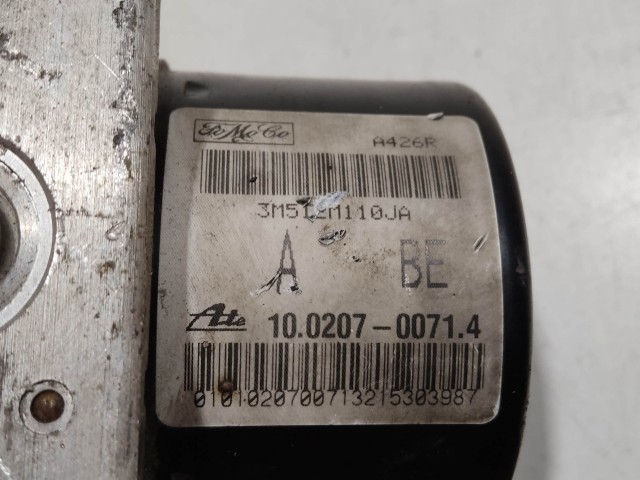 FoMoCo
A426R
3M512M110JA
A BE
Ate 10.0207-0071.4
0101020700713215303987